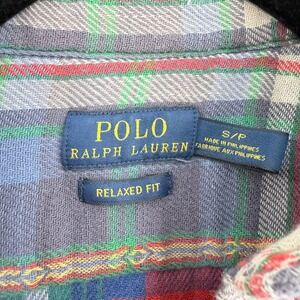 POLO
RALPH LAUREN
S/P
MADE IN PHILIPPINES
FABRIQUÉ AUX PHILIPPINES
RELAXED FIT